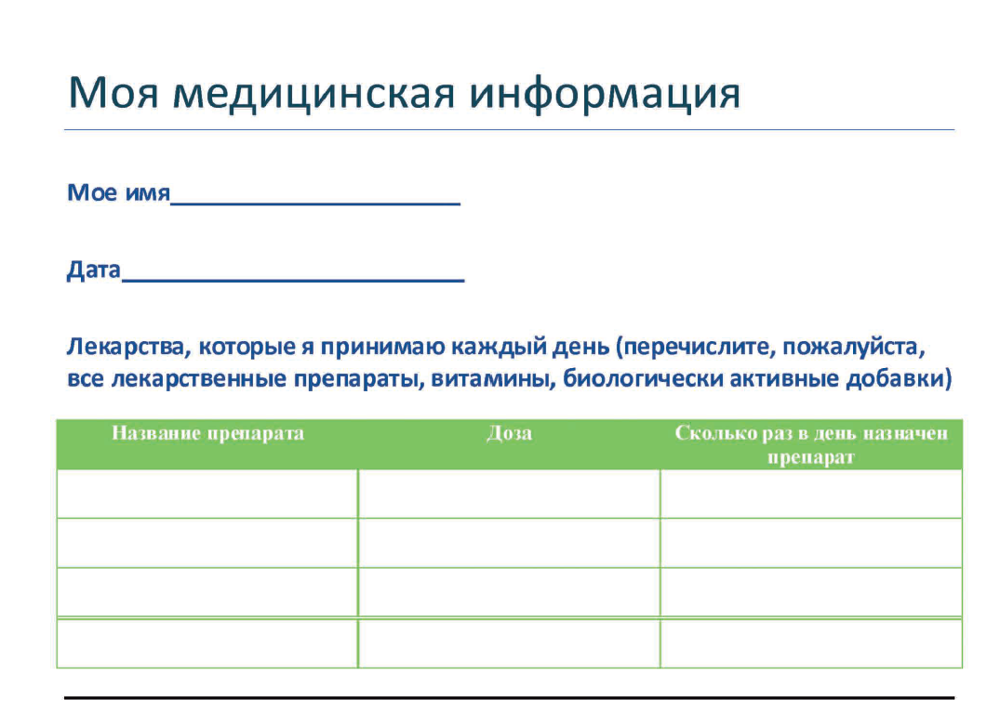 Моя медицинская информация
Мое имя______________________
Дата__________________________
Лекарства, которые я принимаю каждый день (перечислите, пожалуйста,
все лекарственные препараты, витамины, биологически активные добавки)
Название препарата Доза Сколько раз в день назначен
препарат